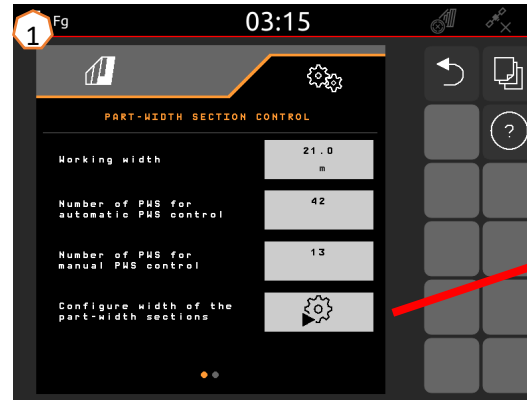 1
Fg
03:15
PART-WIDTH SECTION CONTROL
Working width
21.0
m
Number of PWS for
automatic PWS control
42
Number of PWS for
manual PWS control
13
Configure width of the
part-width sections
?